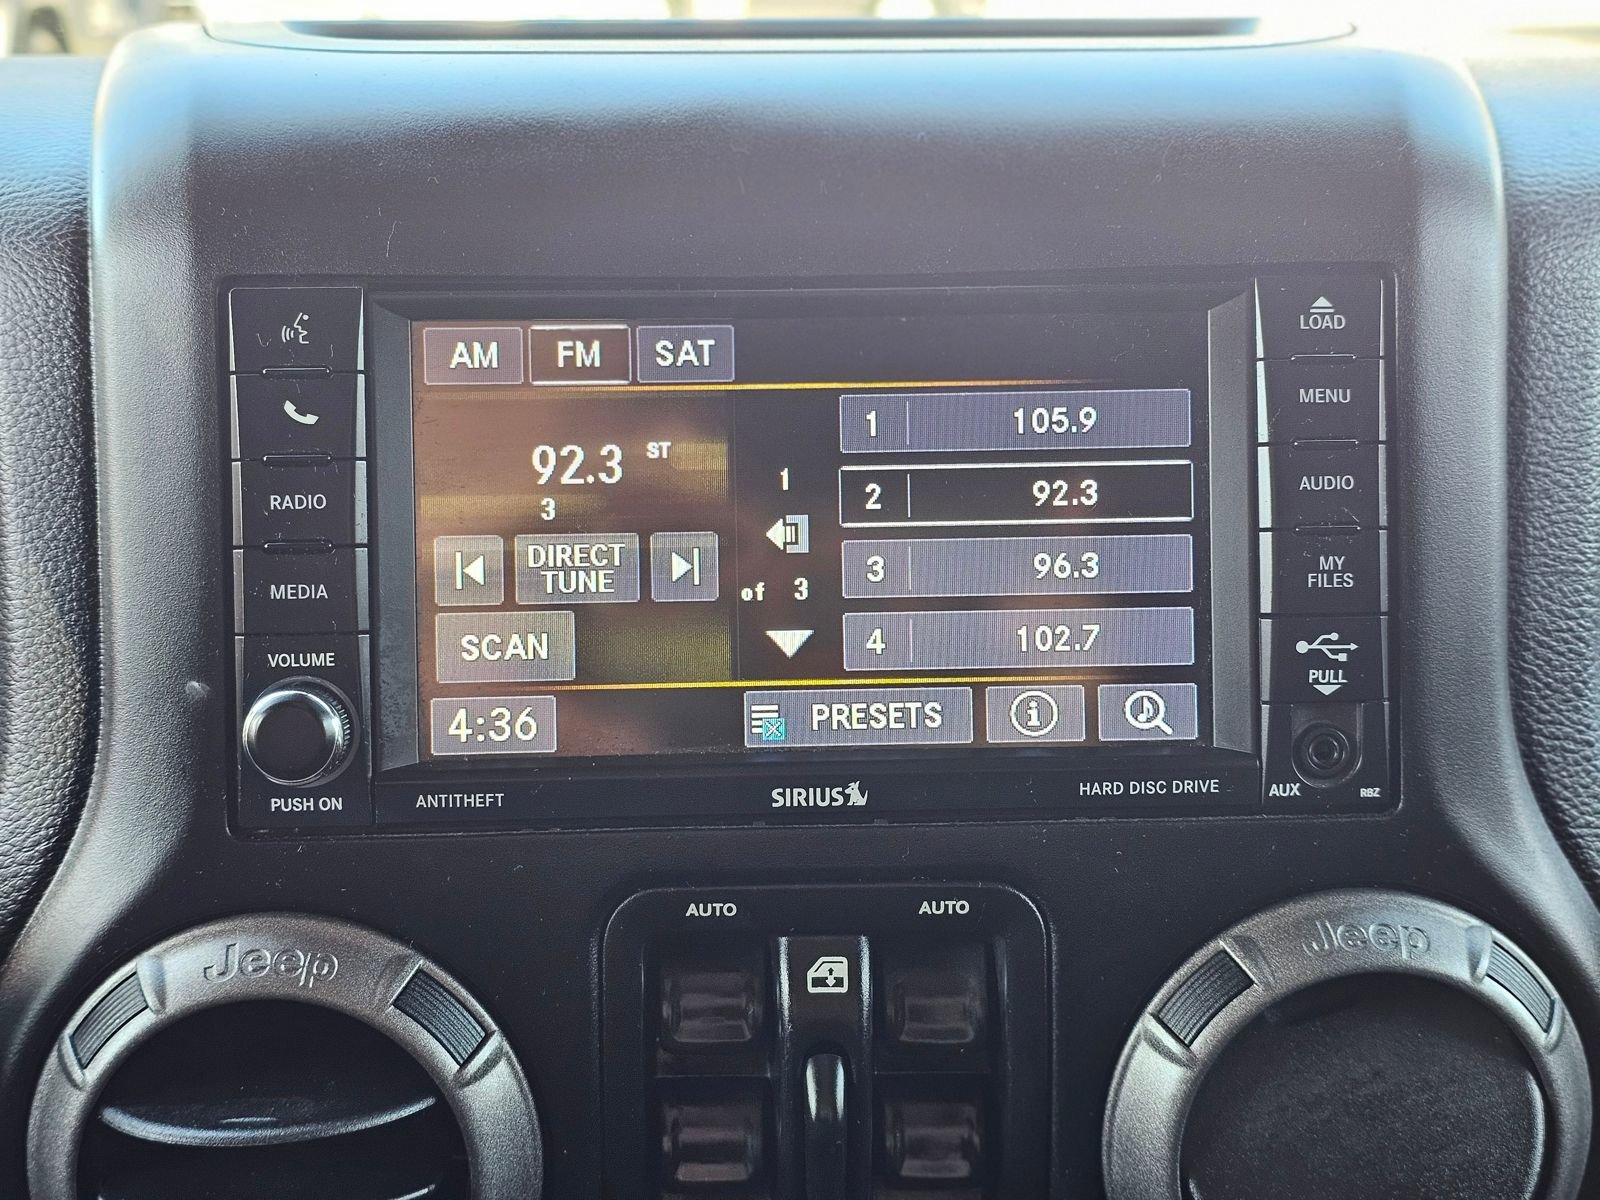 LOAD
AM FM SAT
MENU
1 105.9
92.3 ST
3
1
2 92.3
RADIO
AUDIO
DIRECT
TUNE
of 3
3 96.3
MY
FILES
MEDIA
SCAN
4 102.7
VOLUME
PULL
4:36
PRESETS
i
PUSH ON
ANTITHEFT
SIRIUS
HARD DISC DRIVE
AUX
RBZ
AUTO
AUTO
Jeep
Jeep